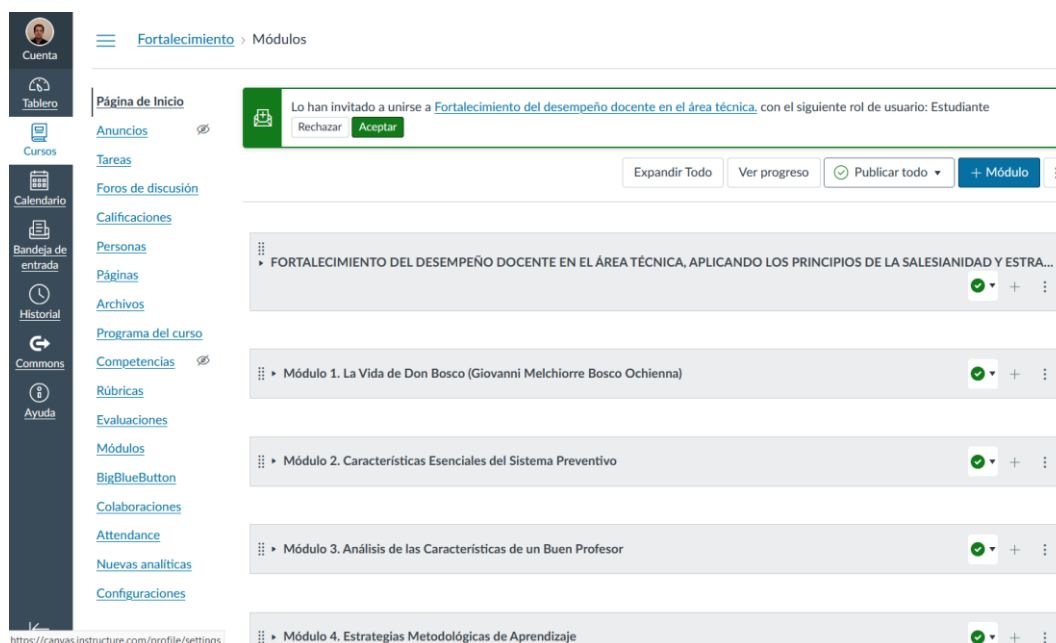 Cuenta
Tablero
Cursos
Calendario
Bandeja de
entrada
Historial
Commons
Ayuda
Fortalecimiento › Módulos
Página de Inicio
Anuncios
Tareas
Foros de discusión
Calificaciones
Personas
Páginas
Archivos
Programa del curso
Competencias
Rúbricas
Evaluaciones
Módulos
BigBlueButton
Colaboraciones
Attendance
Nuevas analíticas
Configuraciones
Lo han invitado a unirse a Fortalecimiento del desempeño docente en el área técnica. con el siguiente rol de usuario: Estudiante
Rechazar Aceptar
Expandir Todo Ver progreso Publicar todo + Módulo
FORTALECIMIENTO DEL DESEMPEÑO DOCENTE EN EL ÁREA TÉCNICA, APLICANDO LOS PRINCIPIOS DE LA SALESIANIDAD Y ESTRA...
Módulo 1. La Vida de Don Bosco (Giovanni Melchiorre Bosco Ochienna)
Módulo 2. Características Esenciales del Sistema Preventivo
Módulo 3. Análisis de las Características de un Buen Profesor
Módulo 4. Estrategias Metodológicas de Aprendizaje
https://canvas.instructure.com/profile/settings